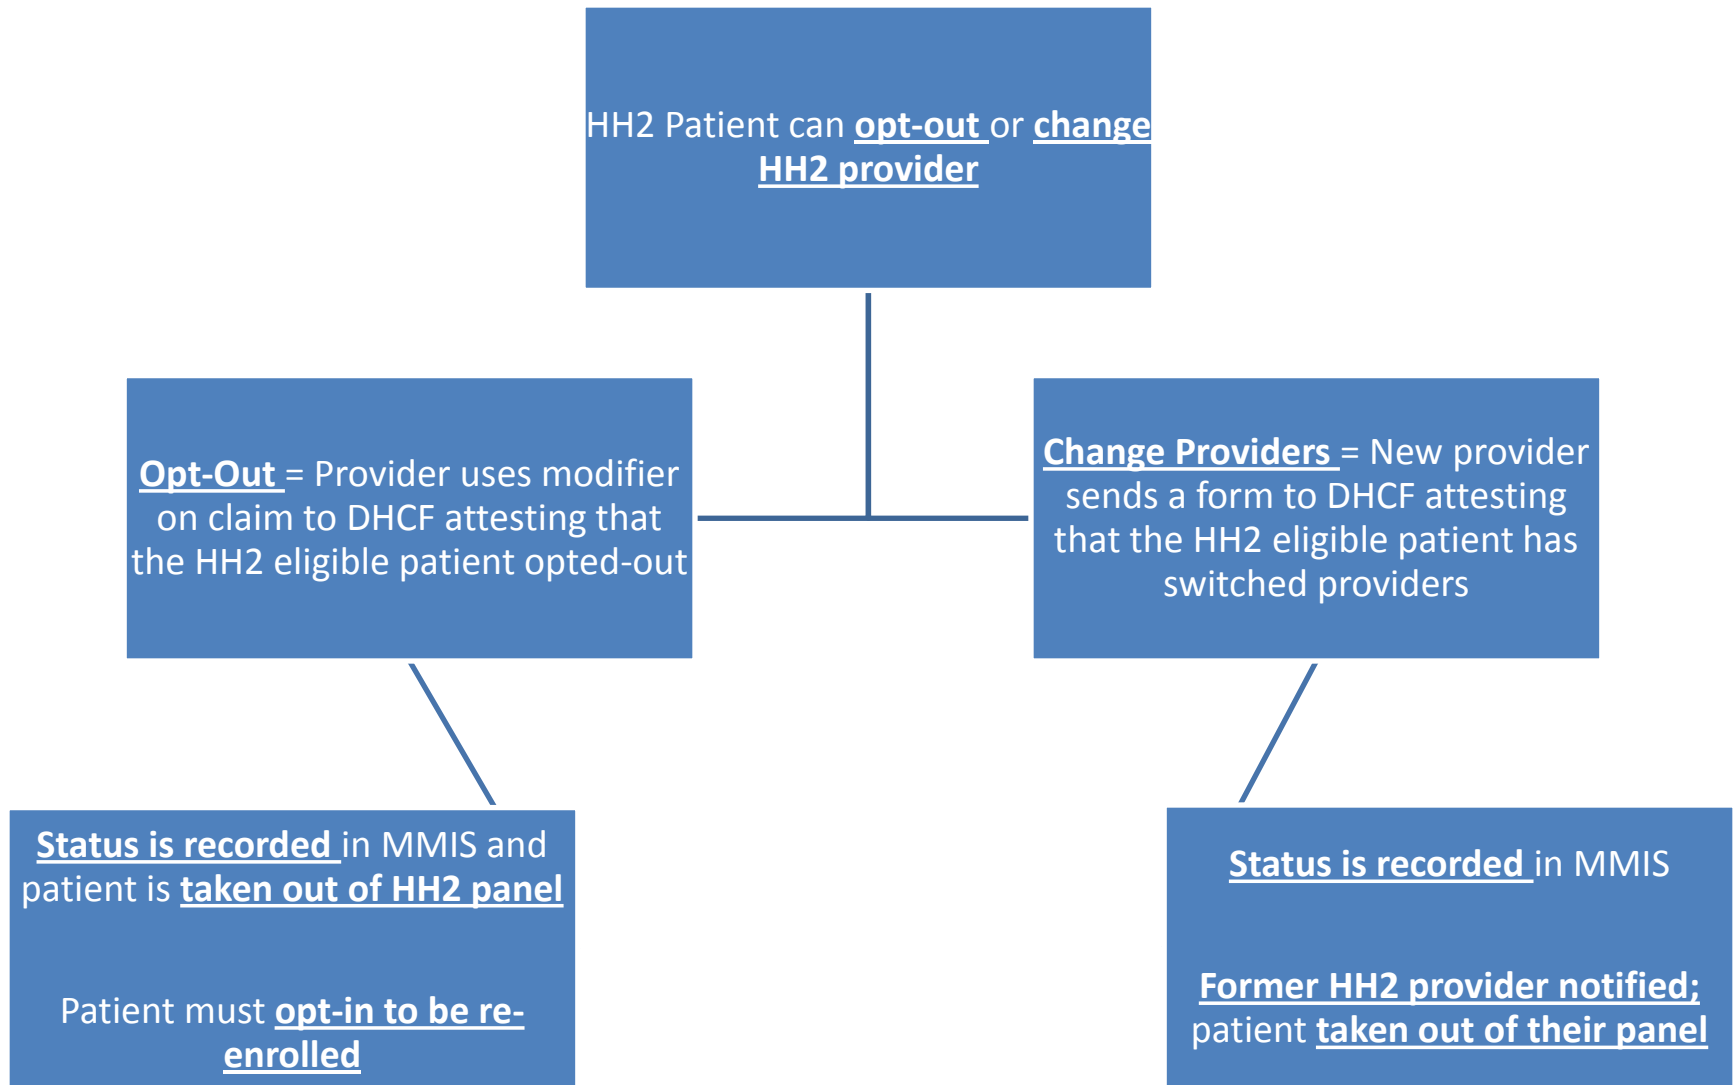 HH2 Patient can opt-out or change
HH2 provider
Opt-Out = Provider uses modifier
on claim to DHCF attesting that
the HH2 eligible patient opted-out
Change Providers = New provider
sends a form to DHCF attesting
that the HH2 eligible patient has
switched providers
Status is recorded in MMIS and
patient is taken out of HH2 panel
Patient must opt-in to be re-
enrolled
Status is recorded in MMIS
Former HH2 provider notified;
patient taken out of their panel